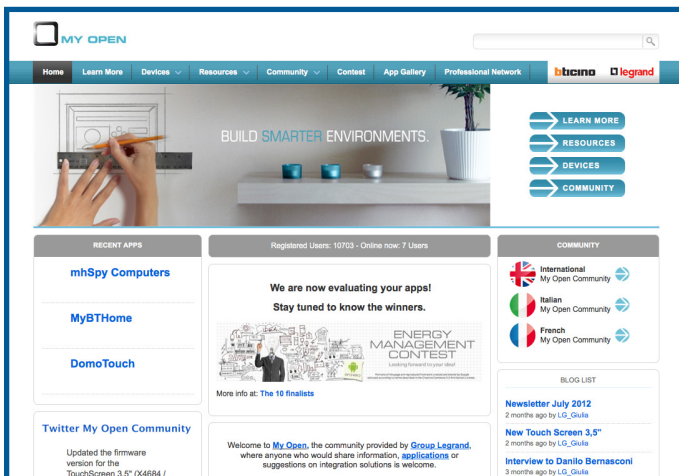 MY OPEN
Home Learn More Devices Resources Community Contest App Gallery Professional Network bticino legrand
BUILD SMARTER ENVIRONMENTS.
LEARN MORE
RESOURCES
DEVICES
COMMUNITY
RECENT APPS
mhSpy Computers
MyBTHome
DomoTouch
Twitter My Open Community
Updated the firmware
version for the
TouchScreen 3,5" (X4684 /
Registered Users: 10703 - Online now: 7 Users
We are now evaluating your apps!
Stay tuned to know the winners.
ENERGY
MANAGEMENT
CONTEST
Looking forward to your idea!
More info at: The 10 finalists
Welcome to My Open, the community provided by Group Legrand,
where anyone who would share information, applications or
suggestions on integration solutions is welcome.
COMMUNITY
International
My Open Community
Italian
My Open Community
French
My Open Community
BLOG LIST
Newsletter July 2012
2 months ago by LG_Giulia
New Touch Screen 3,5"
2 months ago by LG_Giulia
Interview to Danilo Bernasconi
3 months ago by LG_Giulia